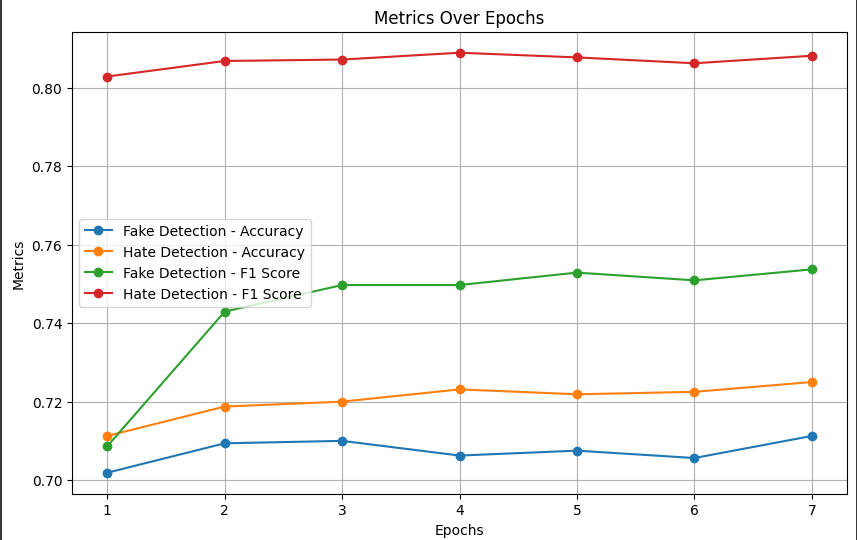 Metrics Over Epochs
0.80
0.78
0.76
0.74
0.72
0.70
Metrics
Fake Detection - Accuracy
Hate Detection - Accuracy
Fake Detection - F1 Score
Hate Detection - F1 Score
1 2 3 4 5 6 7
Epochs